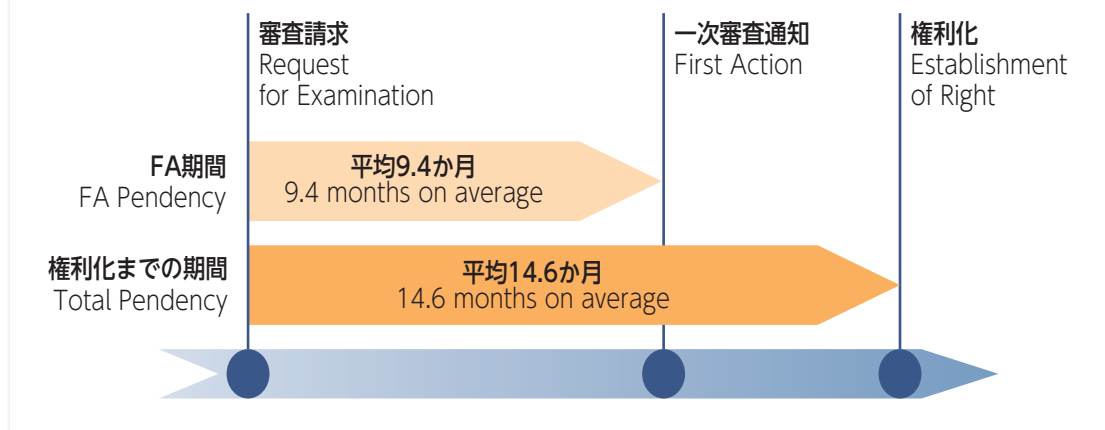 審査請求
Request
for Examination
一次審査通知
First Action
権利化
Establishment
of Right
FA期間
FA Pendency
平均9.4か月
9.4 months on average
権利化までの期間
Total Pendency
平均14.6か月
14.6 months on average